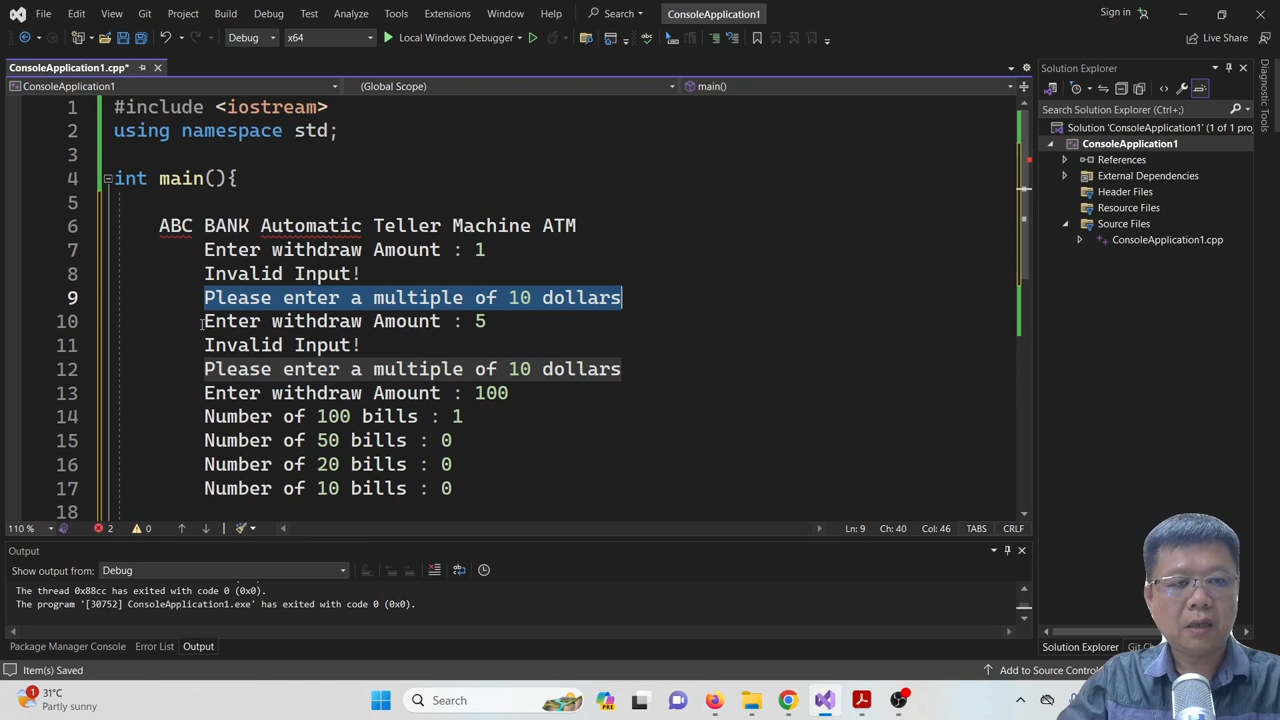 File Edit View Git Project Build Debug Test Analyze Tools Extensions Window Help Search ConsoleApplication1 Sign in
Debug x64 Local Windows Debugger Live Share
ConsoleApplication1.cpp* Solution Explorer
ConsoleApplication1 (Global Scope) main()
Search Solution Explorer (Ctrl+;)
Solution 'ConsoleApplication1' (1 of 1 proj
ConsoleApplication1
References
External Dependencies
Header Files
Resource Files
Source Files
ConsoleApplication1.cpp
Diagnostic Tools
1 #include <iostream>
2 using namespace std;
3
4 int main(){
5
6 ABC BANK Automatic Teller Machine ATM
7 Enter withdraw Amount : 1
8 Invalid Input!
9 Please enter a multiple of 10 dollars
10 Enter withdraw Amount : 5
11 Invalid Input!
12 Please enter a multiple of 10 dollars
13 Enter withdraw Amount : 100
14 Number of 100 bills : 1
15 Number of 50 bills : 0
16 Number of 20 bills : 0
17 Number of 10 bills : 0
18
110 % 2 0 Ln: 9 Ch: 40 Col: 46 TABS CRLF
Output
Show output from: Debug
The thread 0x88cc has exited with code 0 (0x0).
The program '[30752] ConsoleApplication1.exe' has exited with code 0 (0x0).
Package Manager Console Error List Output
Solution Explorer Git Ch
Item(s) Saved Add to Source Contro
1 31°C
Partly sunny
Search
PRE